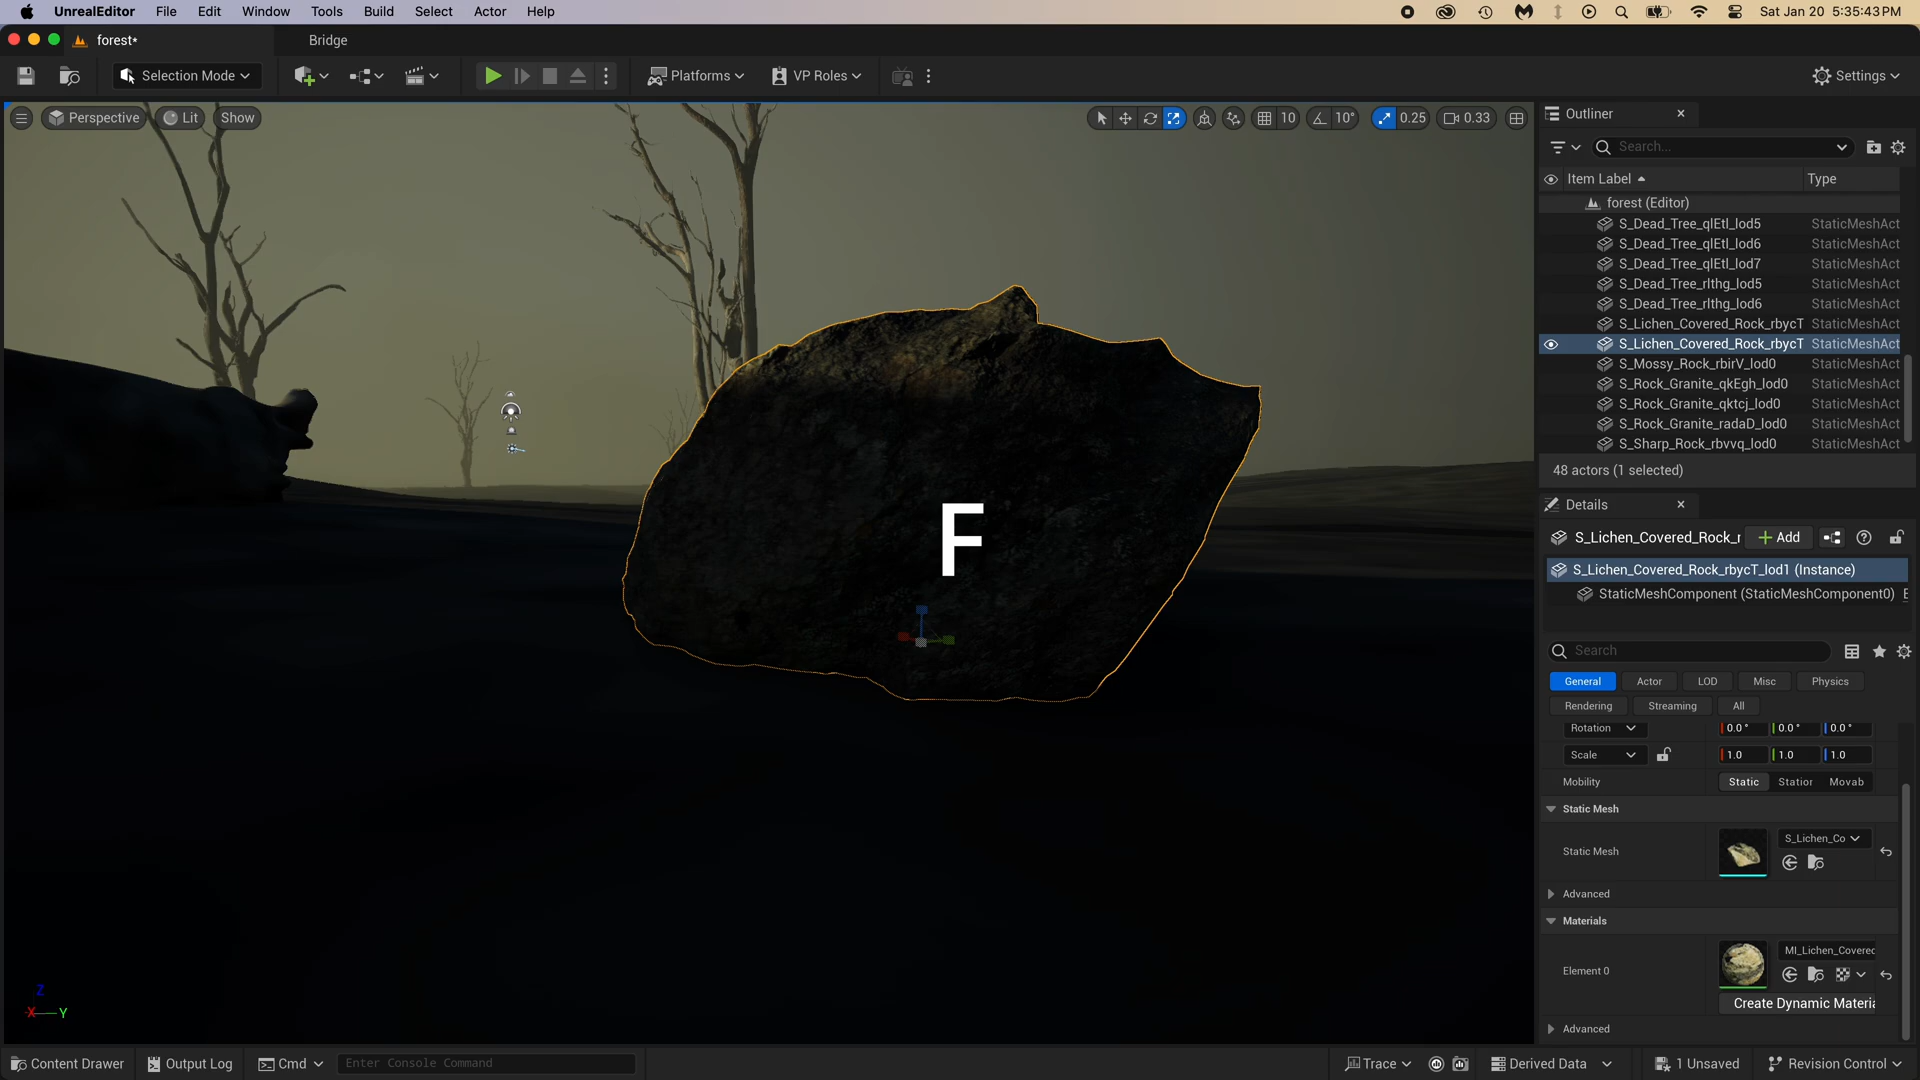 UnrealEditor File Edit Window Tools Build Select Actor Help Sat Jan 20 5:35:43 PM
forest* Bridge
Selection Mode Platforms VP Roles Settings
Perspective Lit Show 10 10° 0.25 0.33
Outliner
Search...
Item Label Type
forest (Editor)
S_Dead_Tree_qlEtl_lod5 StaticMeshAct
S_Dead_Tree_qlEtl_lod6 StaticMeshAct
S_Dead_Tree_qlEtl_lod7 StaticMeshAct
S_Dead_Tree_rlthg_lod5 StaticMeshAct
S_Dead_Tree_rlthg_lod6 StaticMeshAct
S_Lichen_Covered_Rock_rbycT StaticMeshAct
S_Lichen_Covered_Rock_rbycT StaticMeshAct
S_Mossy_Rock_rbirV_lod0 StaticMeshAct
S_Rock_Granite_qkEgh_lod0 StaticMeshAct
S_Rock_Granite_qktcj_lod0 StaticMeshAct
S_Rock_Granite_radaD_lod0 StaticMeshAct
S_Sharp_Rock_rbvvq_lod0 StaticMeshAct
48 actors (1 selected)
Details
S_Lichen_Covered_Rock_r + Add
S_Lichen_Covered_Rock_rbycT_lod1 (Instance)
StaticMeshComponent (StaticMeshComponent0) E
Search
General Actor LOD Misc Physics
Rendering Streaming All
Rotation 0.0° 0.0° 0.0°
Scale 1.0 1.0 1.0
Mobility Static Station Movab
Static Mesh
Static Mesh S_Lichen_Co
Advanced
Materials
Element 0 MI_Lichen_Covered
Create Dynamic Materia
Advanced
F
Z
X Y
Content Drawer Output Log Cmd Enter Console Command Trace Derived Data 1 Unsaved Revision Control